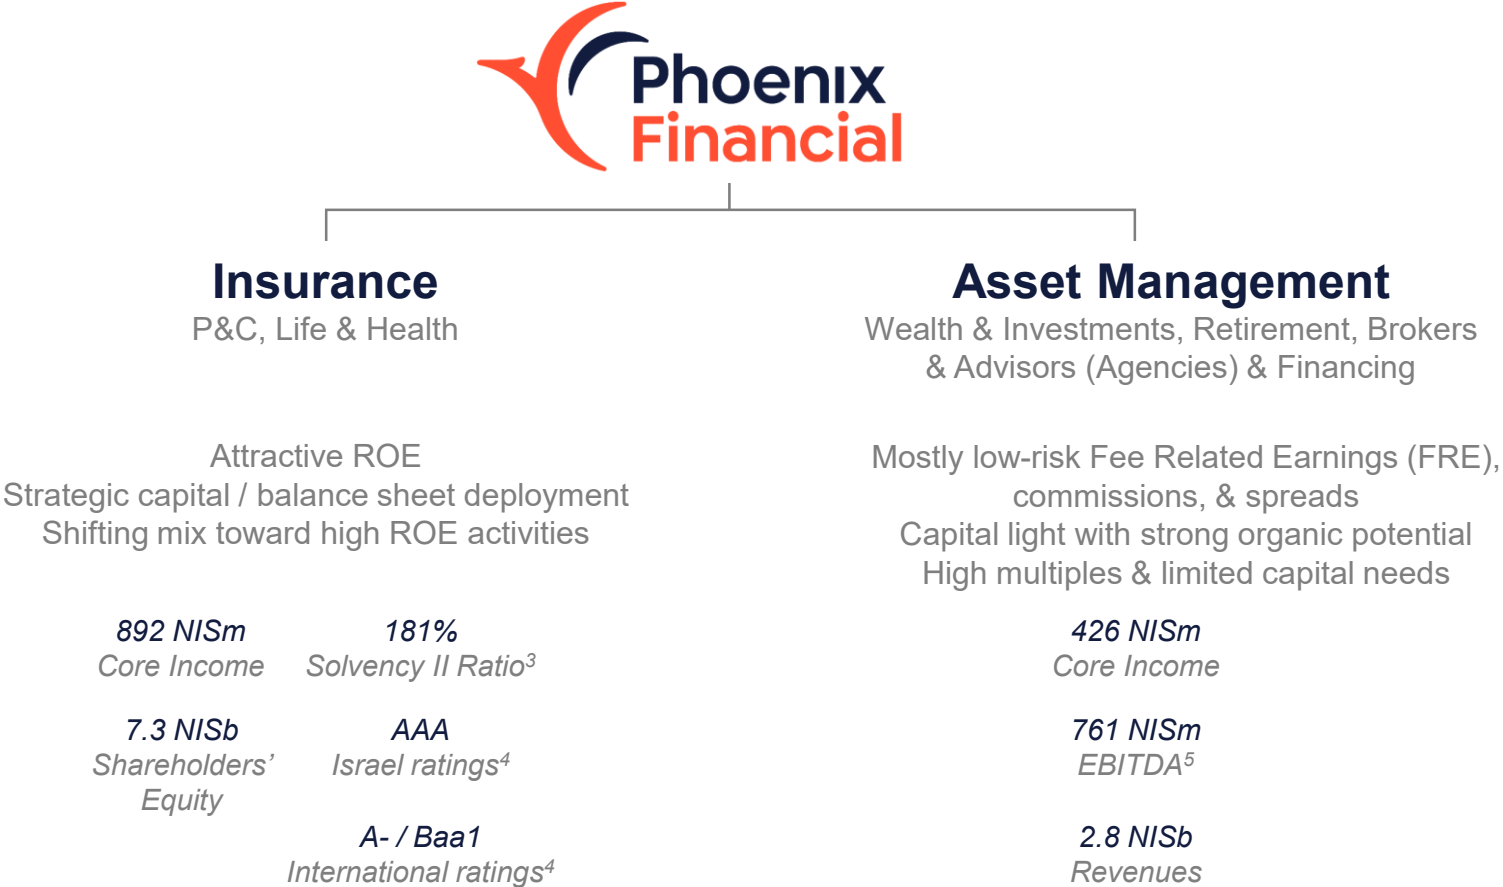 Phoenix
Financial
Insurance
P&C, Life & Health
Attractive ROE
Strategic capital / balance sheet deployment
Shifting mix toward high ROE activities
892 NISm
Core Income
181%
Solvency II Ratio³
7.3 NISb
Shareholders’
Equity
AAA
Israel ratings⁴
A- / Baa1
International ratings⁴
Asset Management
Wealth & Investments, Retirement, Brokers
& Advisors (Agencies) & Financing
Mostly low-risk Fee Related Earnings (FRE),
commissions, & spreads
Capital light with strong organic potential
High multiples & limited capital needs
426 NISm
Core Income
761 NISm
EBITDA⁵
2.8 NISb
Revenues